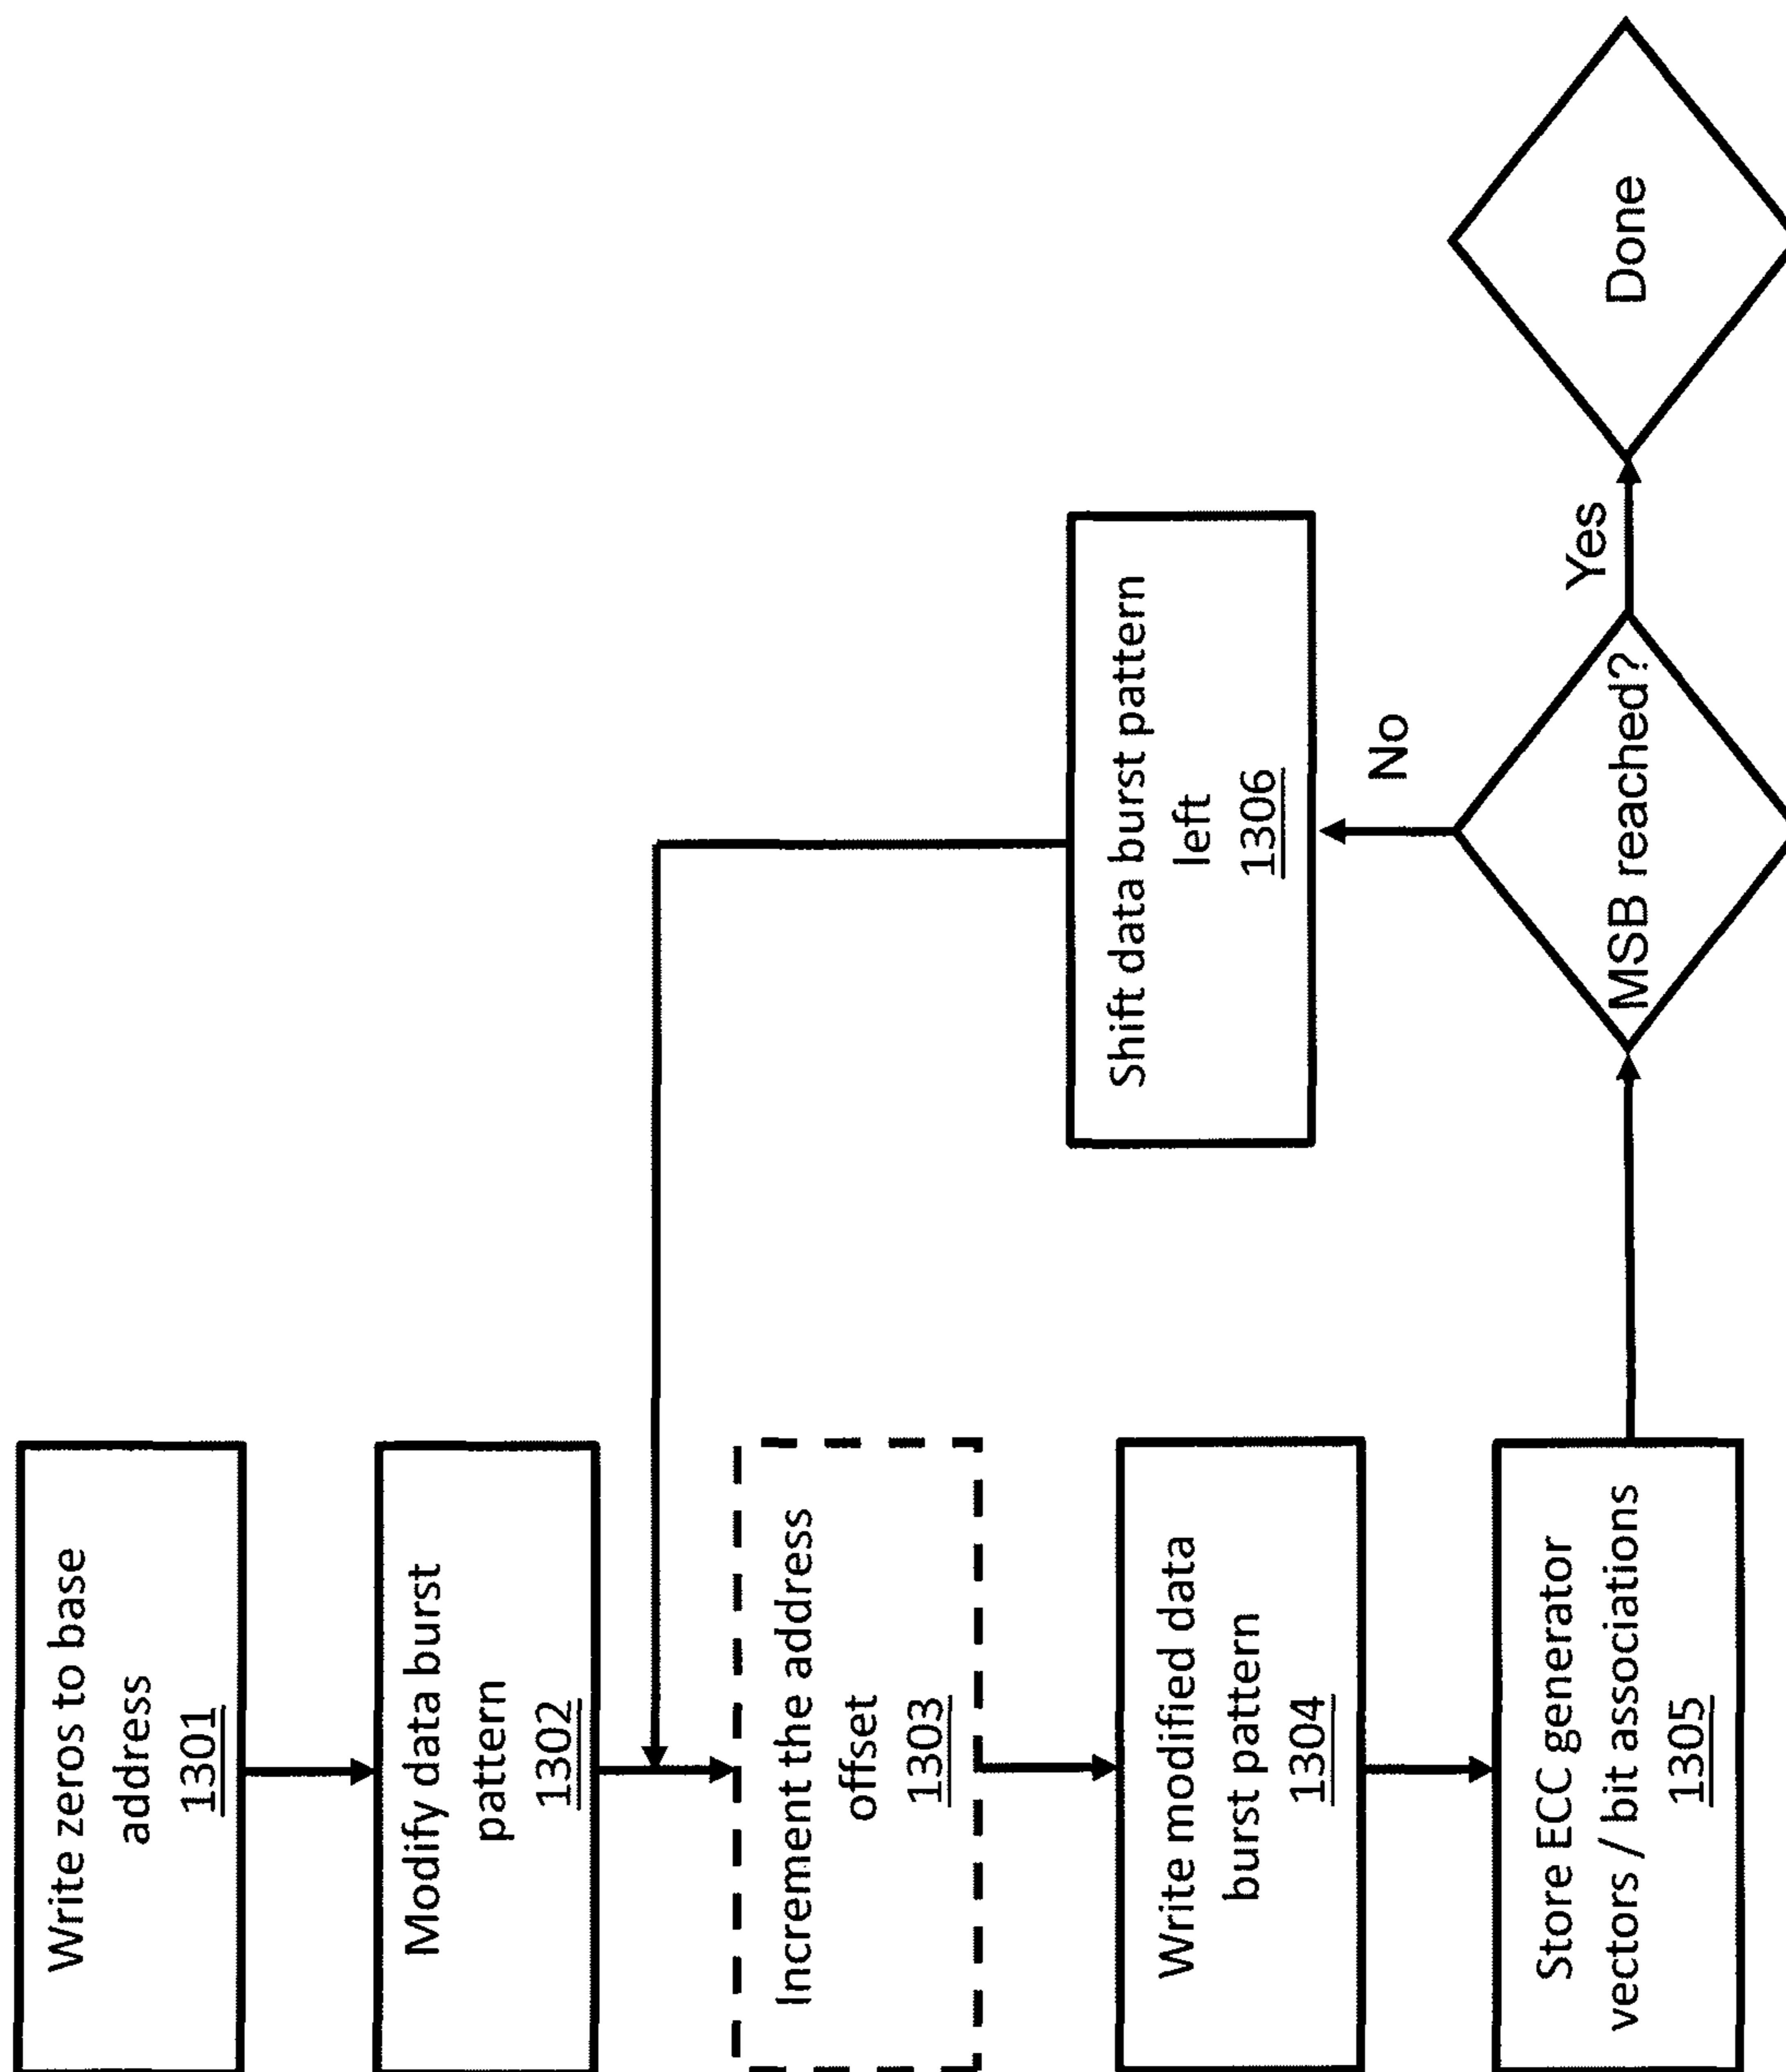 Write zeros to base
address
1301
Modify data burst
pattern
1302
Increment the address
offset
1303
Write modified data
burst pattern
1304
Store ECC generator
vectors / bit associations
1305
MSB reached?
No
Shift data burst pattern
left
1306
Yes
Done